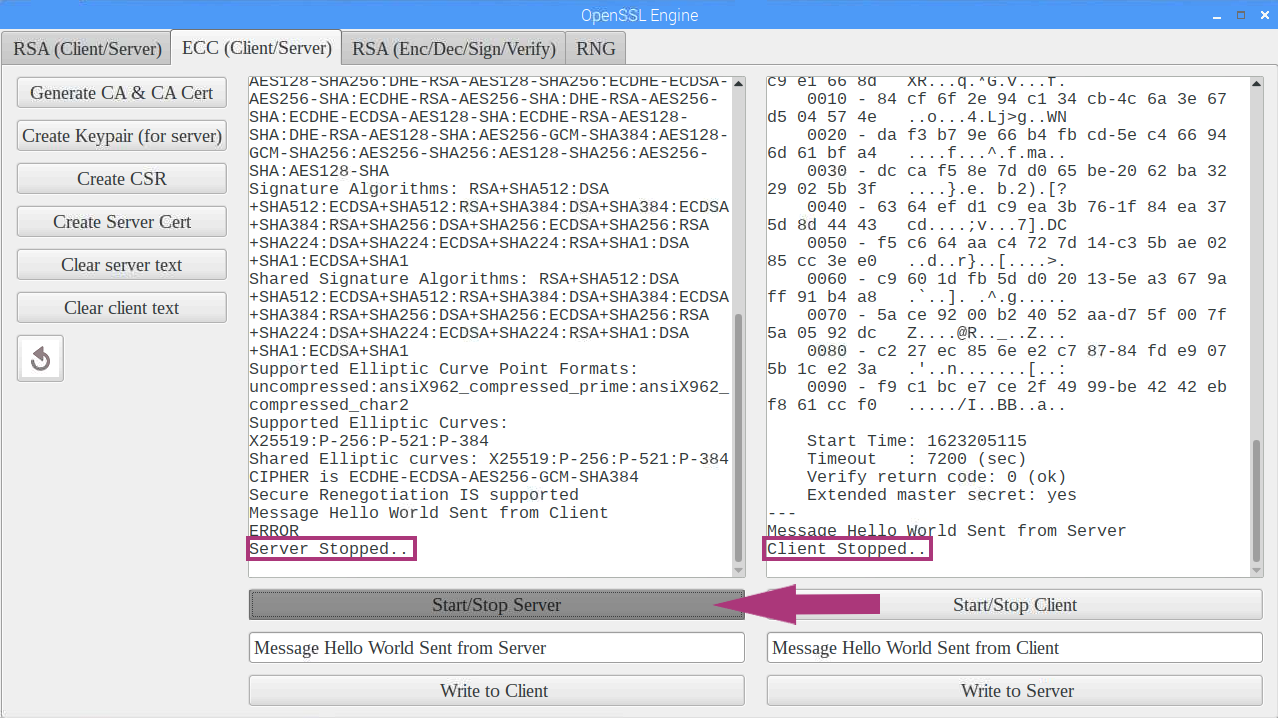 OpenSSL Engine
RSA (Client/Server)
ECC (Client/Server)
RSA (Enc/Dec/Sign/Verify)
RNG
Generate CA & CA Cert
Create Keypair (for server)
Create CSR
Create Server Cert
Clear server text
Clear client text
AES128-SHA256:DHE-RSA-AES128-SHA256:ECDHE-ECDSA-
AES256-SHA:ECDHE-RSA-AES256-SHA:DHE-RSA-AES256-
SHA:ECDHE-ECDSA-AES128-SHA:ECDHE-RSA-AES128-
SHA:DHE-RSA-AES128-SHA:AES256-GCM-SHA384:AES128-
GCM-SHA256:AES256-SHA256:AES128-SHA256:AES256-
SHA:AES128-SHA
Signature Algorithms: RSA+SHA512:DSA
+SHA512:ECDSA+SHA512:RSA+SHA384:DSA+SHA384:ECDSA
+SHA384:RSA+SHA256:DSA+SHA256:ECDSA+SHA256:RSA
+SHA224:DSA+SHA224:ECDSA+SHA224:RSA+SHA1:DSA
+SHA1:ECDSA+SHA1
Shared Signature Algorithms: RSA+SHA512:DSA
+SHA512:ECDSA+SHA512:RSA+SHA384:DSA+SHA384:ECDSA
+SHA384:RSA+SHA256:DSA+SHA256:ECDSA+SHA256:RSA
+SHA224:DSA+SHA224:ECDSA+SHA224:RSA+SHA1:DSA
+SHA1:ECDSA+SHA1
Supported Elliptic Curve Point Formats:
uncompressed:ansiX962_compressed_prime:ansiX962_
compressed_char2
Supported Elliptic Curves:
X25519:P-256:P-521:P-384
Shared Elliptic curves: X25519:P-256:P-521:P-384
CIPHER is ECDHE-ECDSA-AES256-GCM-SHA384
Secure Renegotiation IS supported
Message Hello World Sent from Client
ERROR
Server Stopped..
Start/Stop Server
Message Hello World Sent from Server
Write to Client
c9 e1 66 8d   XR...q.*G.v...f.
    0010 - 84 cf 6f 2e 94 c1 34 cb-4c 6a 3e 67
d5 04 57 4e   ..o...4.Lj>g..WN
    0020 - da f3 b7 9e 66 b4 fb cd-5e c4 66 94
6d 61 bf a4   ....f...^.f.ma..
    0030 - dc ca f5 8e 7d d0 65 be-20 62 ba 32
29 02 5b 3f   ....}.e. b.2).[?
    0040 - 63 64 ef d1 c9 ea 3b 76-1f 84 ea 37
5d 8d 44 43   cd....;v...7].DC
    0050 - f5 c6 64 aa c4 72 7d 14-c3 5b ae 02
85 cc 3e e0   ..d..r}..[....>.
    0060 - c9 60 1d fb 5d d0 20 13-5e a3 67 9a
ff 91 b4 a8   .`..]. .^.g.....
    0070 - 5a ce 92 00 b2 40 52 aa-d7 5f 00 7f
5a 05 92 dc   Z....@R.._..Z...
    0080 - c2 27 ec 85 6e e2 c7 87-84 fd e9 07
5b 1c e2 3a   .'..n.......[..:
    0090 - f9 c1 bc e7 ce 2f 49 99-be 42 42 eb
f8 61 cc f0   ...../I..BB..a..
    Start Time: 1623205115
    Timeout   : 7200 (sec)
    Verify return code: 0 (ok)
    Extended master secret: yes
---
Message Hello World Sent from Server
Client Stopped..
Start/Stop Client
Message Hello World Sent from Client
Write to Server